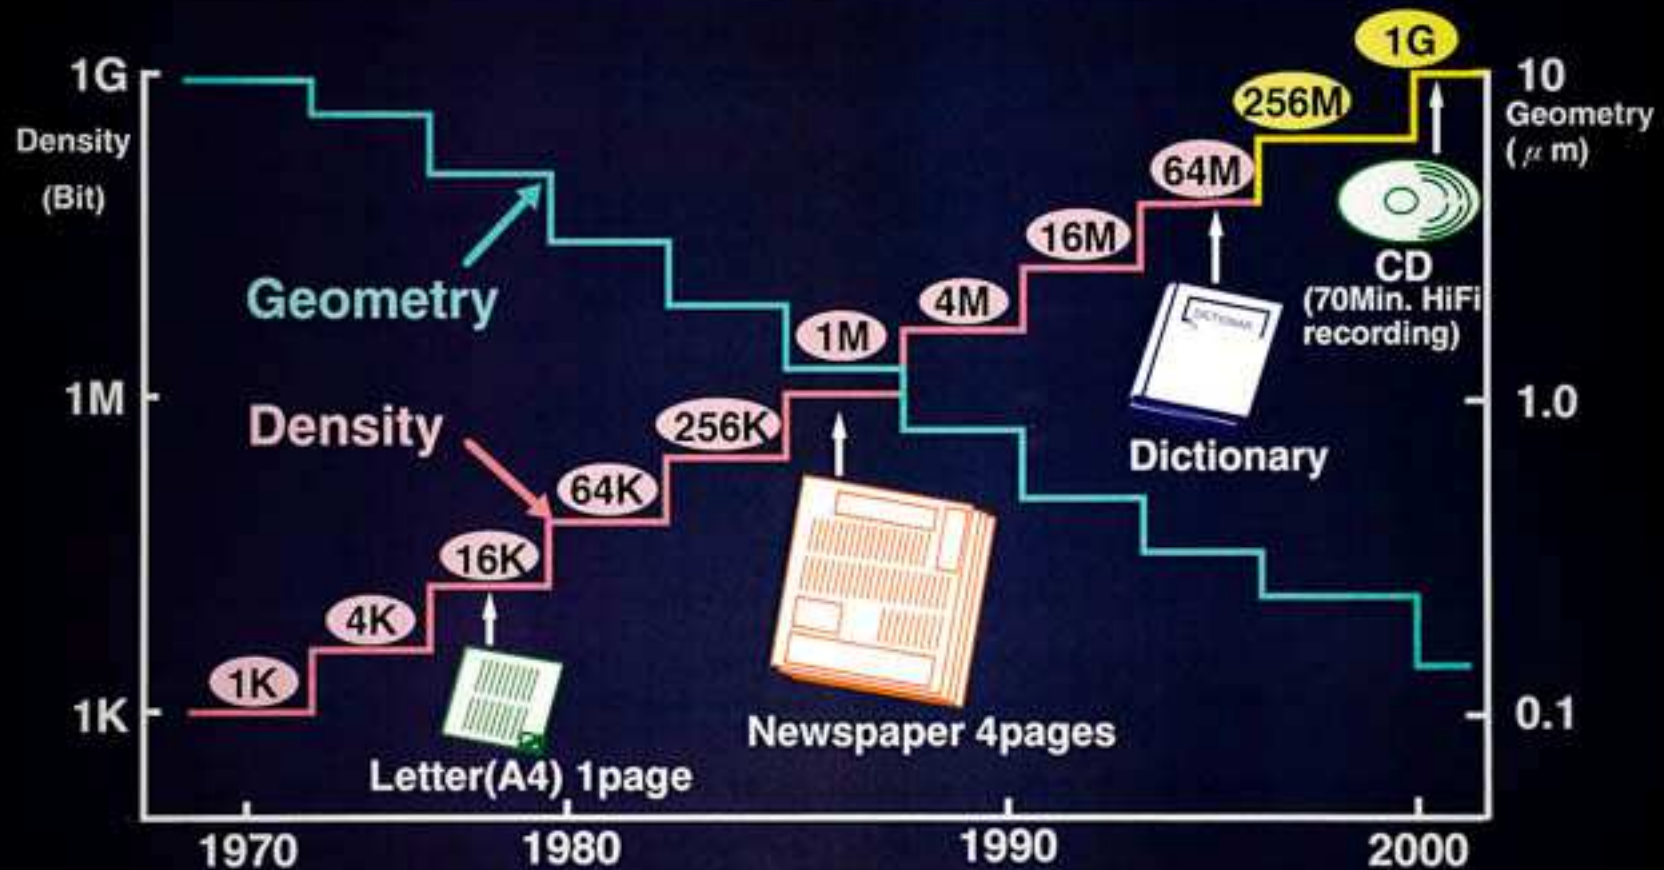 1G
Density
(Bit)
1M
1K
10
Geometry
(μm)
1.0
0.1
Geometry
Density
1K
4K
16K
64K
256K
1M
4M
16M
64M
256M
1G
Letter(A4) 1page
Newspaper 4pages
Dictionary
CD
(70Min. HiFi
recording)
1970
1980
1990
2000